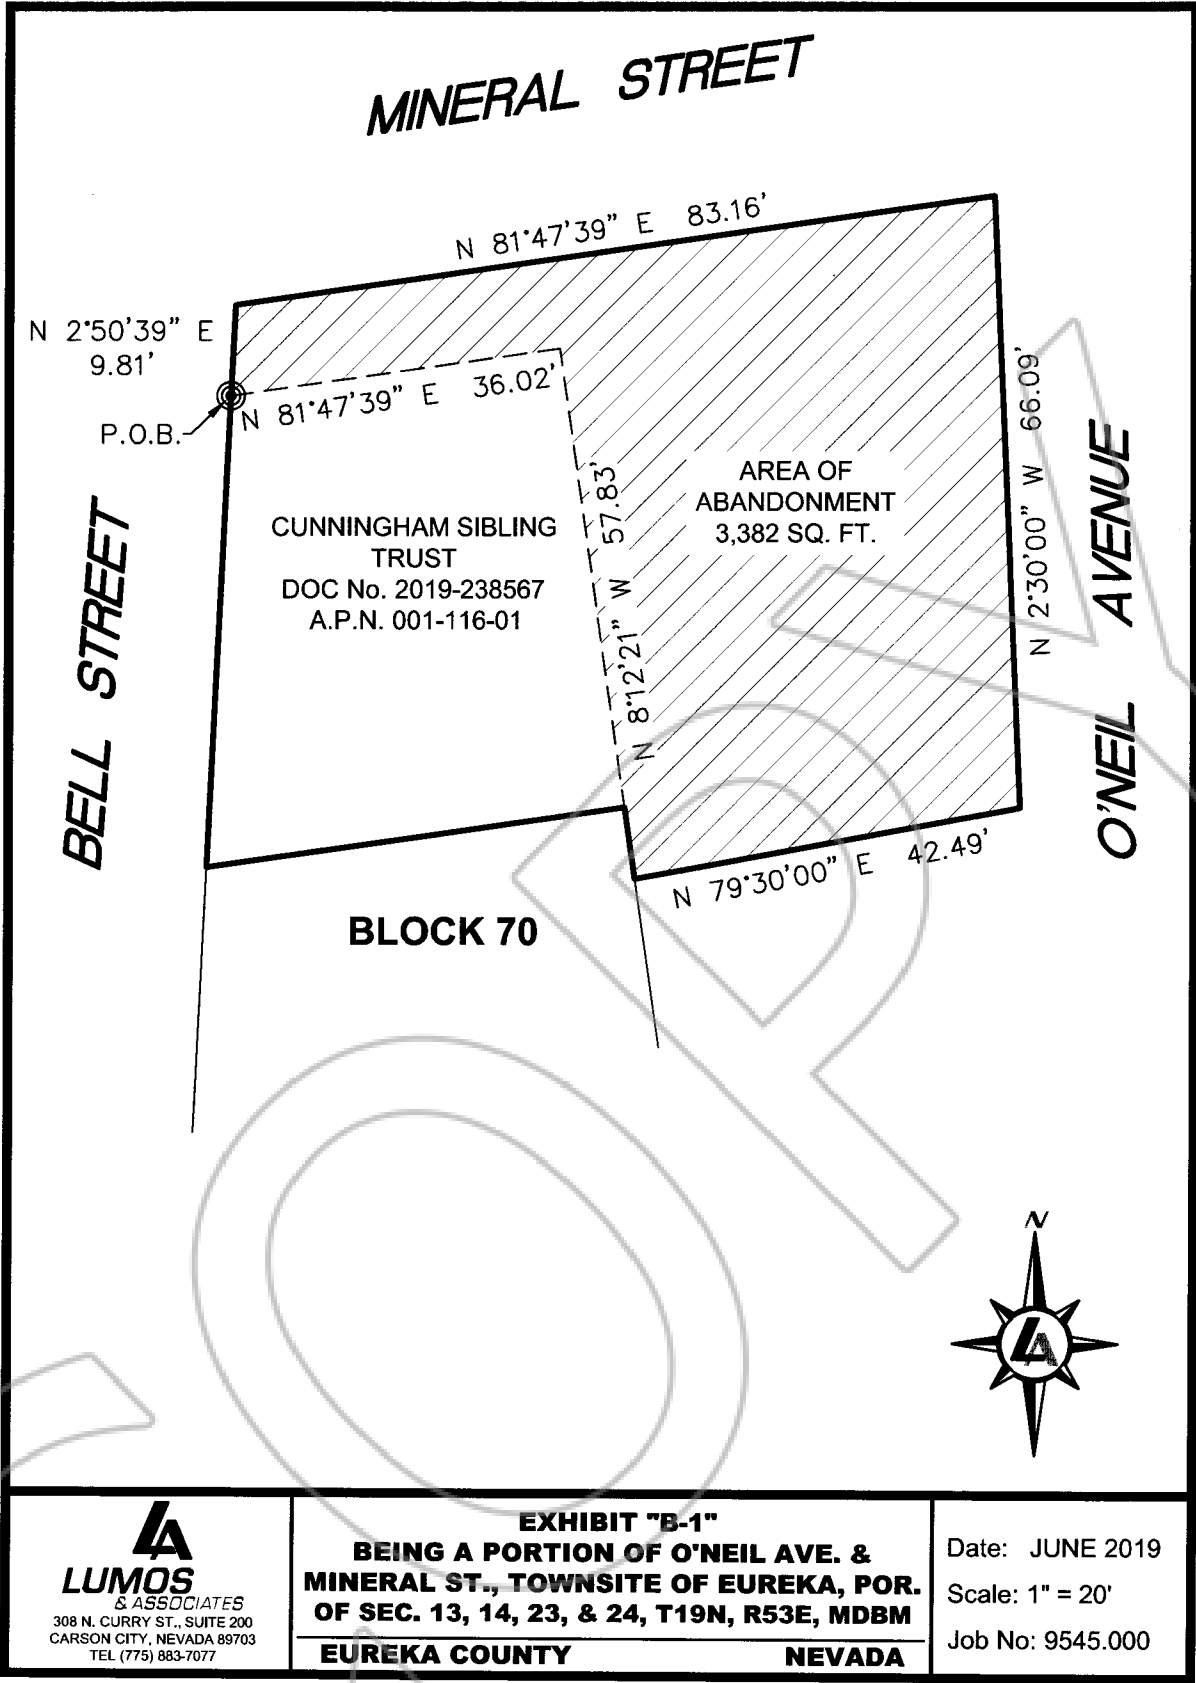 MINERAL STREET
N 81°47'39" E 83.16'
N 2°50'39" E
9.81'
P.O.B.
N 81°47'39" E 36.02'
N 8°12'21" W 57.83'
N 2°30'00" W 66.09'
AREA OF
ABANDONMENT
3,382 SQ. FT.
CUNNINGHAM SIBLING
TRUST
DOC No. 2019-238567
A.P.N. 001-116-01
BELL STREET
O'NEIL AVENUE
N 79°30'00" E 42.49'
BLOCK 70
COPY
N
LA
LA
LUMOS
& ASSOCIATES
308 N. CURRY ST., SUITE 200
CARSON CITY, NEVADA 89703
TEL (775) 883-7077
EXHIBIT "B-1"
BEING A PORTION OF O'NEIL AVE. &
MINERAL ST., TOWNSITE OF EUREKA, POR.
OF SEC. 13, 14, 23, & 24, T19N, R53E, MDBM
EUREKA COUNTY NEVADA
Date: JUNE 2019
Scale: 1" = 20'
Job No: 9545.000